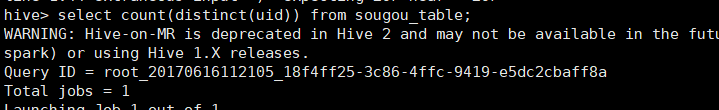 hive> select count(distinct(uid)) from sougou_table;
WARNING: Hive-on-MR is deprecated in Hive 2 and may not be available in the futu
spark) or using Hive 1.X releases.
Query ID = root_20170616112105_18f4ff25-3c86-4ffc-9419-e5dc2cbaff8a
Total jobs = 1
Launching Job 1 out of 1